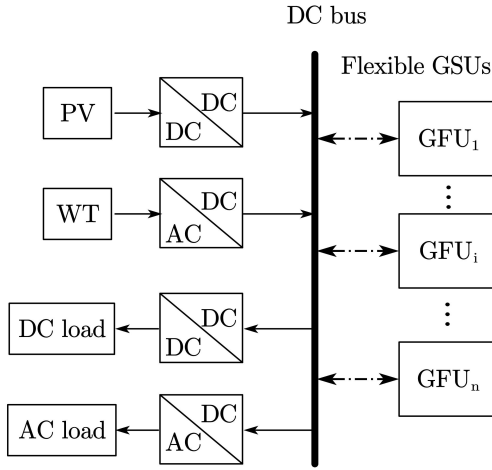 DC bus
Flexible GSUs
PV
DC
DC
GFU₁
WT
DC
AC
GFUᵢ
DC load
DC
DC
GFUₙ
AC load
DC
AC